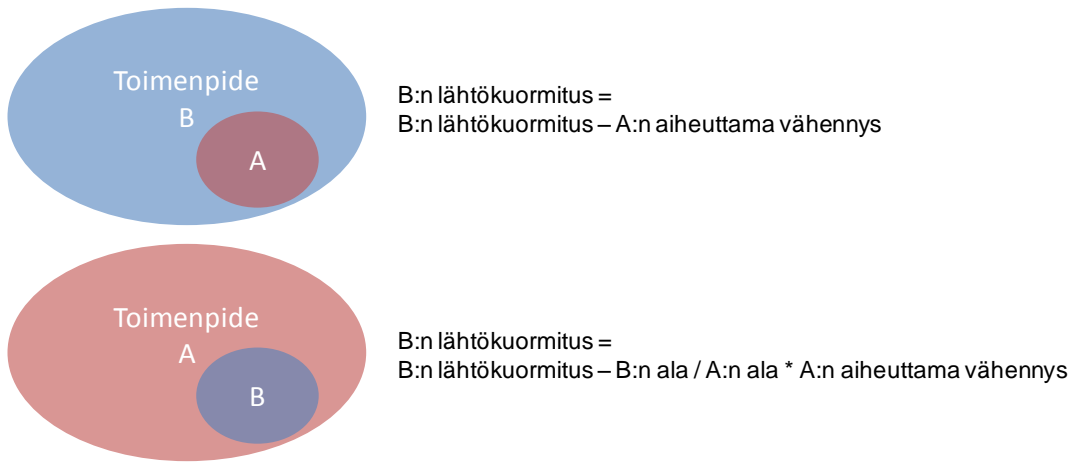 Toimenpide
B
A
B:n lähtökuormitus =
B:n lähtökuormitus – A:n aiheuttama vähennys
Toimenpide
A
B
B:n lähtökuormitus =
B:n lähtökuormitus – B:n ala / A:n ala * A:n aiheuttama vähennys